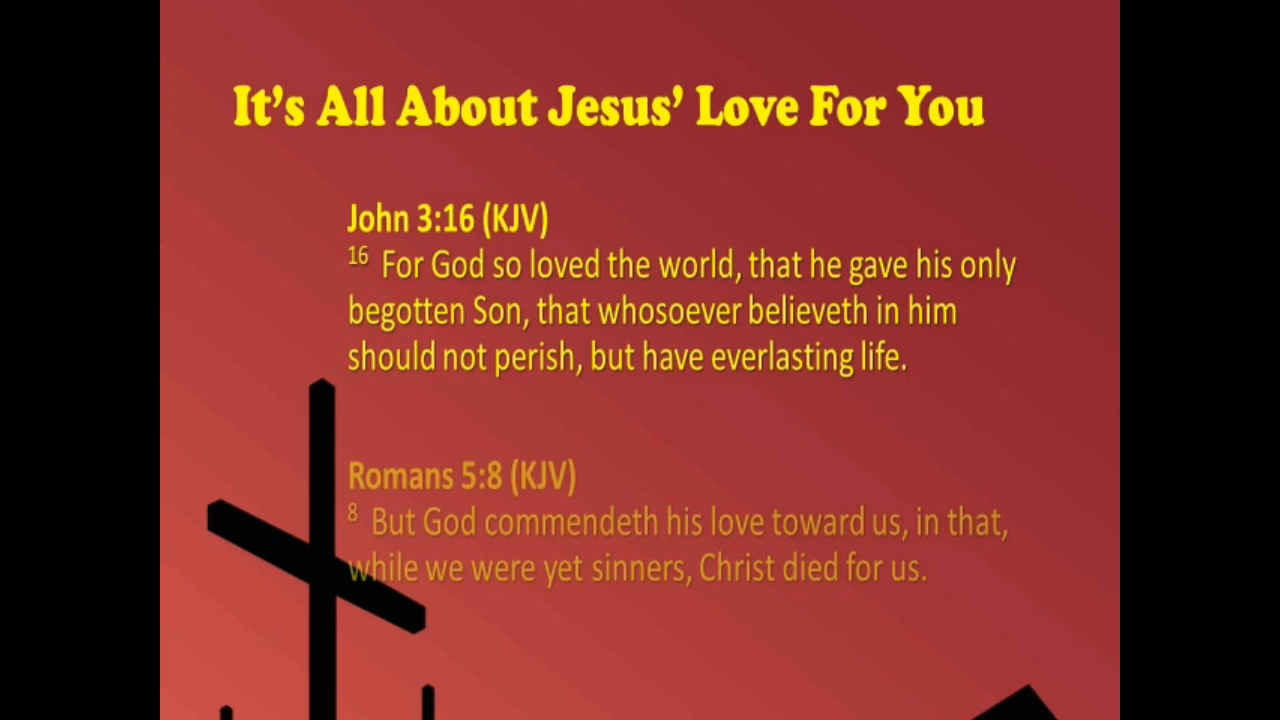 It’s All About Jesus’ Love For You
John 3:16 (KJV)
16 For God so loved the world, that he gave his only
begotten Son, that whosoever believeth in him
should not perish, but have everlasting life.
Romans 5:8 (KJV)
8 But God commendeth his love toward us, in that,
while we were yet sinners, Christ died for us.